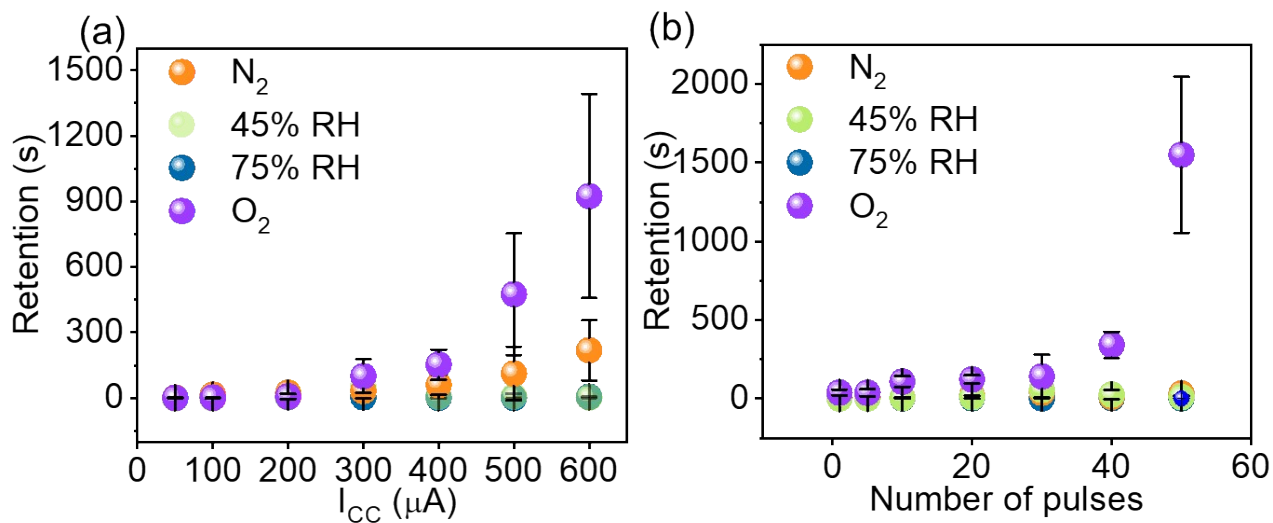 (a)
Retention (s)
1500
1200
900
600
300
0
N₂
45% RH
75% RH
O₂
0 100 200 300 400 500 600
I_CC (μA)
(b)
Retention (s)
2000
1500
1000
500
0
N₂
45% RH
75% RH
O₂
0 20 40 60
Number of pulses